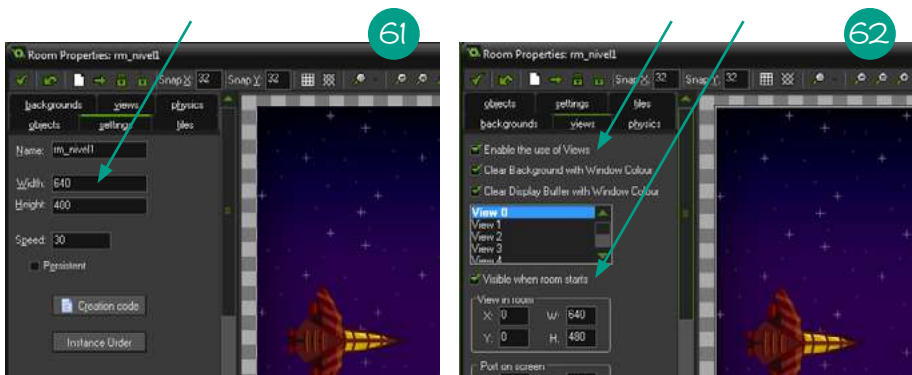 61
Room Properties: rm_nivel1
Snap X: 32 Snap Y: 32
backgrounds views physics
objects settings tiles
Name: rm_nivel1
Width: 640
Height: 480
Speed: 30
Persistent
Creation code
Instance Order
62
Room Properties: rm_nivel1
Snap X: 32 Snap Y: 32
objects settings tiles
backgrounds views physics
Enable the use of Views
Clear Background with Window Colour
Clear Display Buffer with Window Colour
View 0
View 1
View 2
View 3
View 4
Visible when room starts
View in room
X: 0 W: 640
Y: 0 H: 480
Port on screen